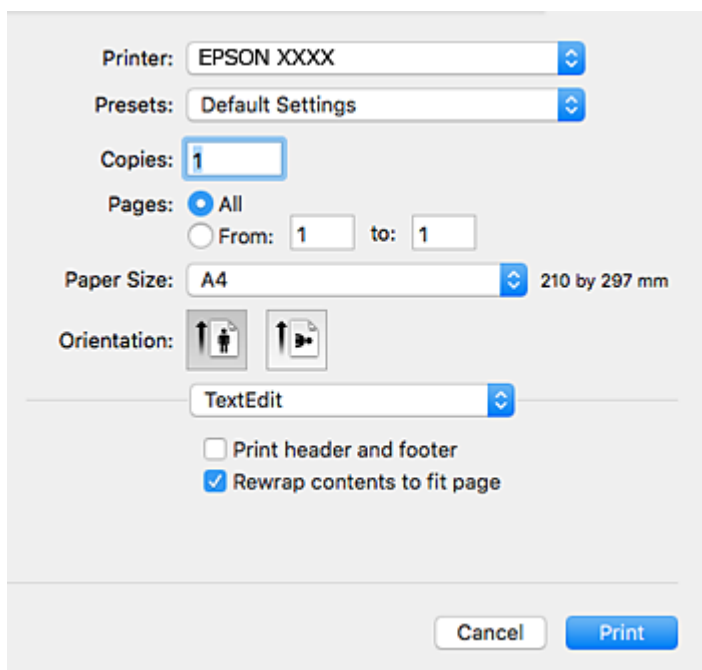 Printer: EPSON XXXX
Presets: Default Settings
Copies: 1
Pages: All
From: 1 to: 1
Paper Size: A4 210 by 297 mm
Orientation:
TextEdit
Print header and footer
Rewrap contents to fit page
Cancel Print